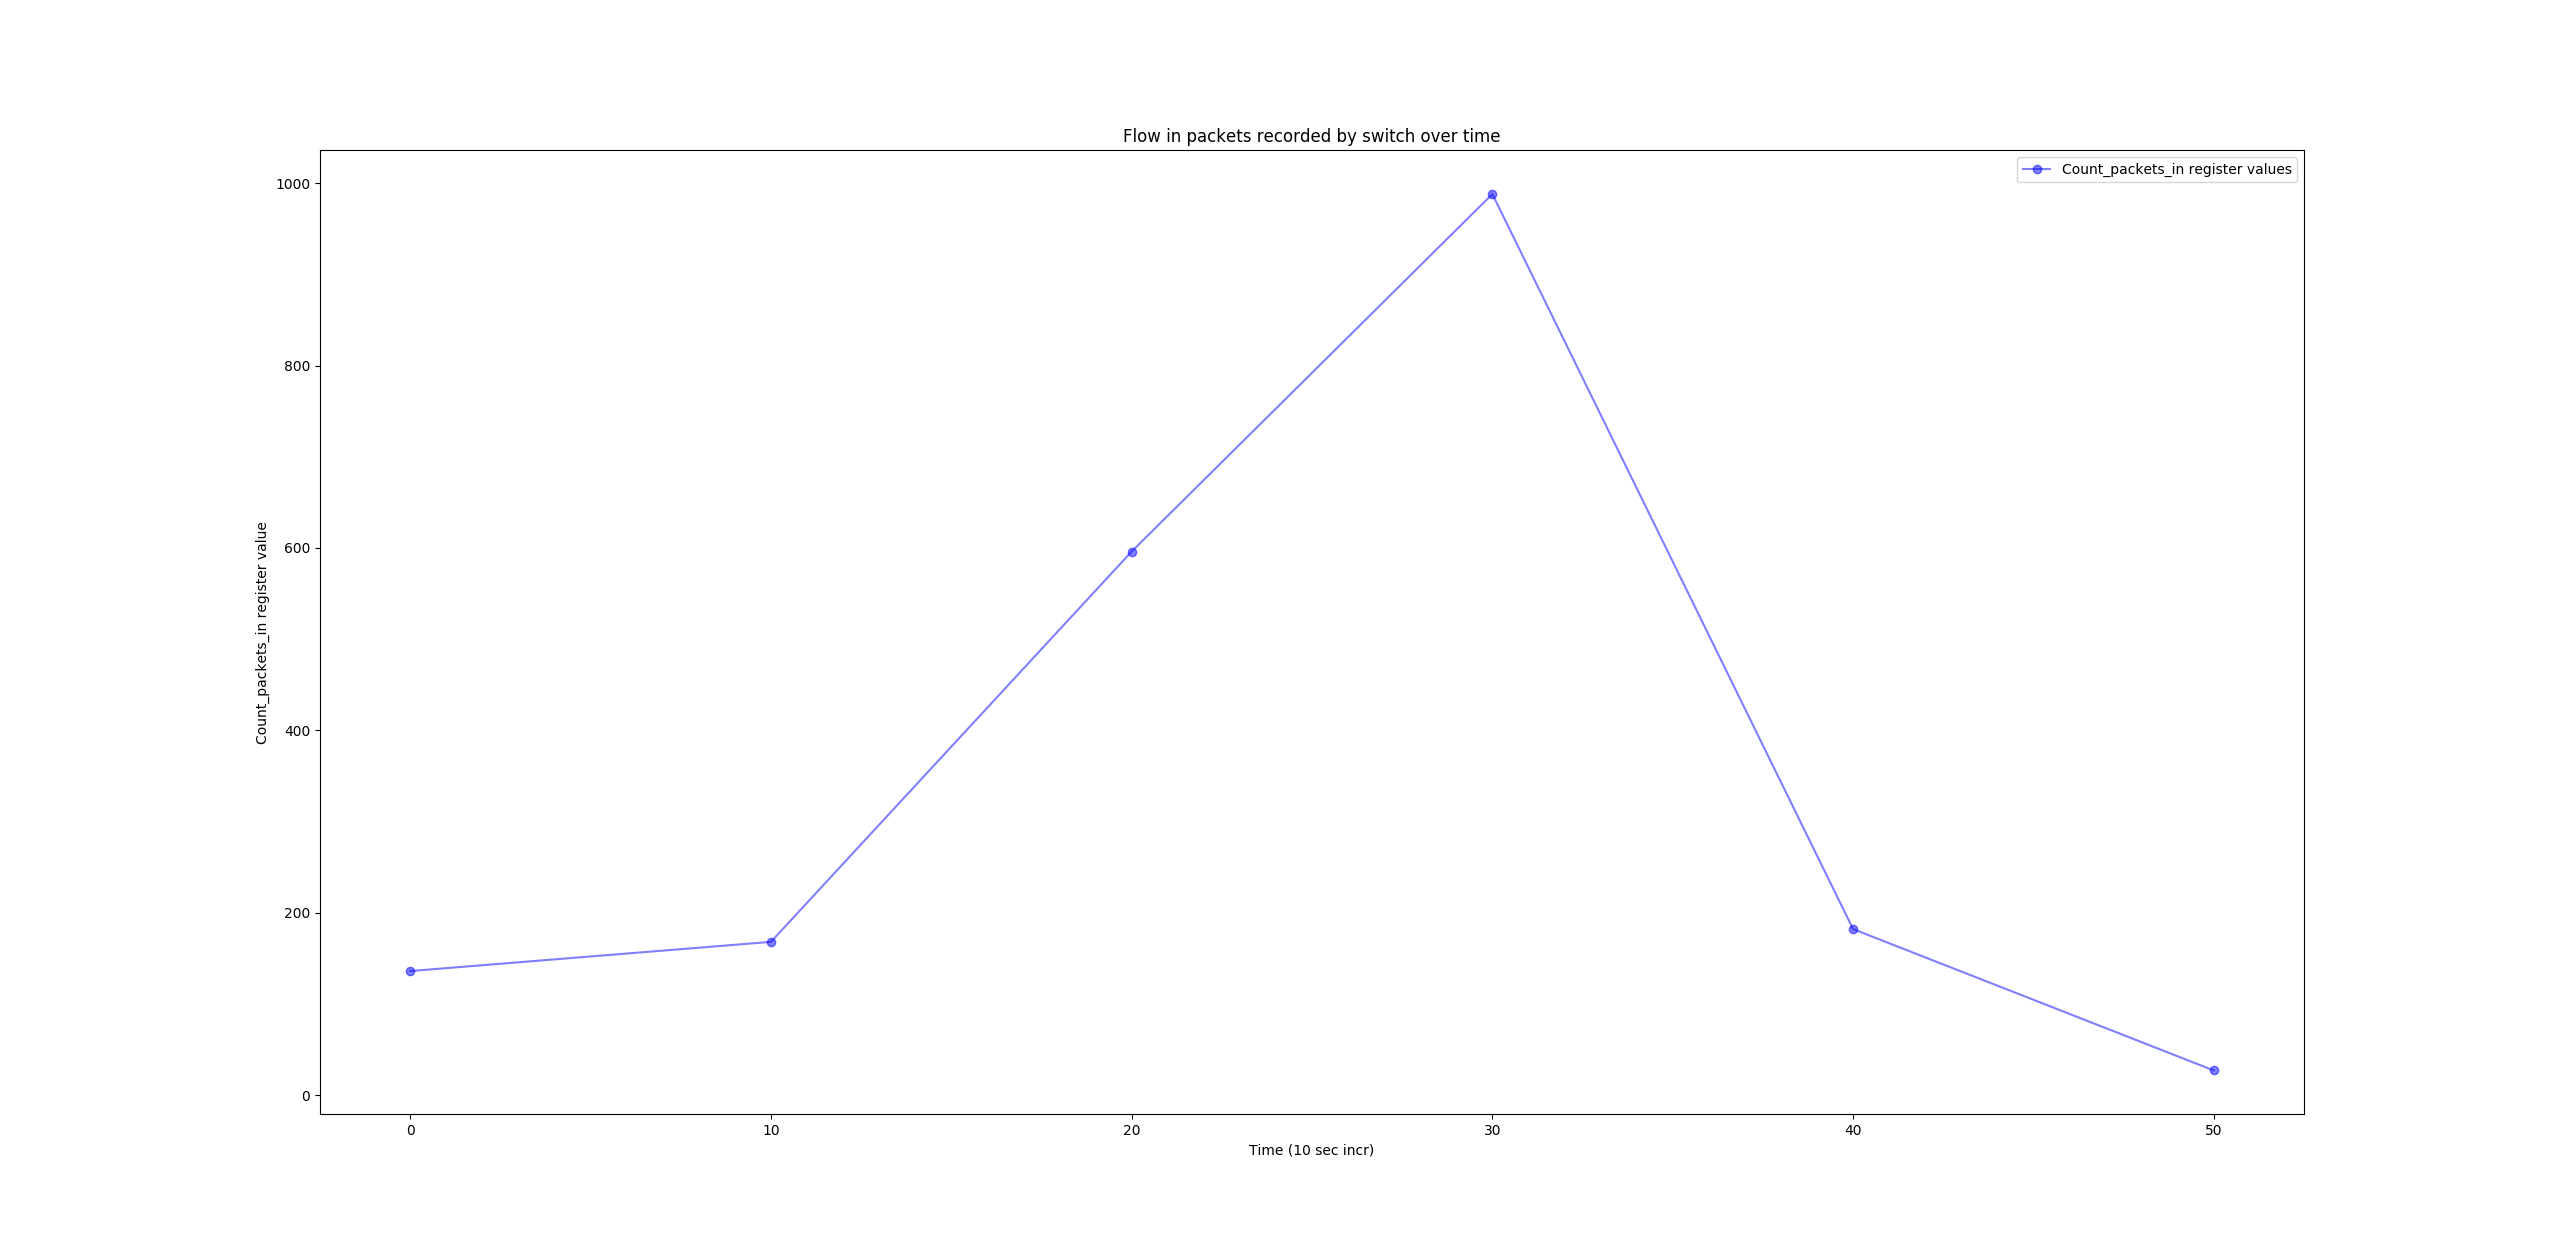 Flow in packets recorded by switch over time
Count_packets_in register values
Count_packets_in register value
1000
800
600
400
200
0
0 10 20 30 40 50
Time (10 sec incr)